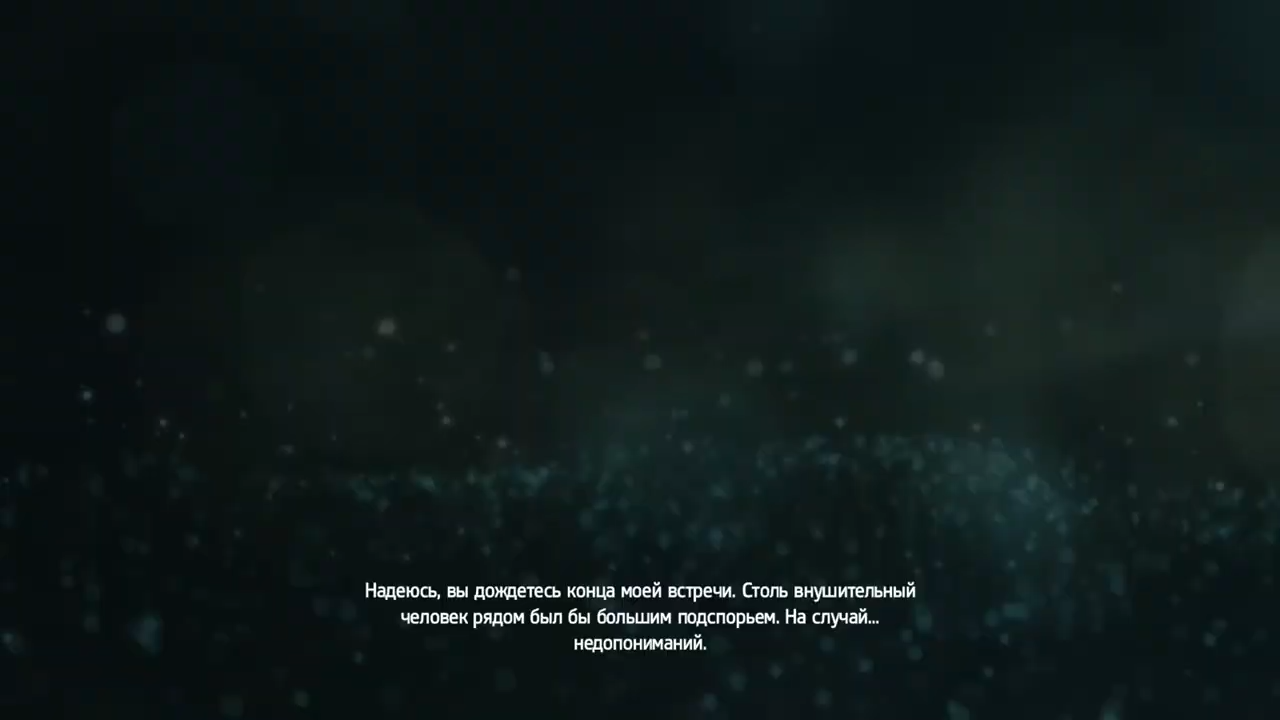 Надеюсь, вы дождетесь конца моей встречи. Столь внушительный
человек рядом был бы большим подспорьем. На случай...
недопониманий.